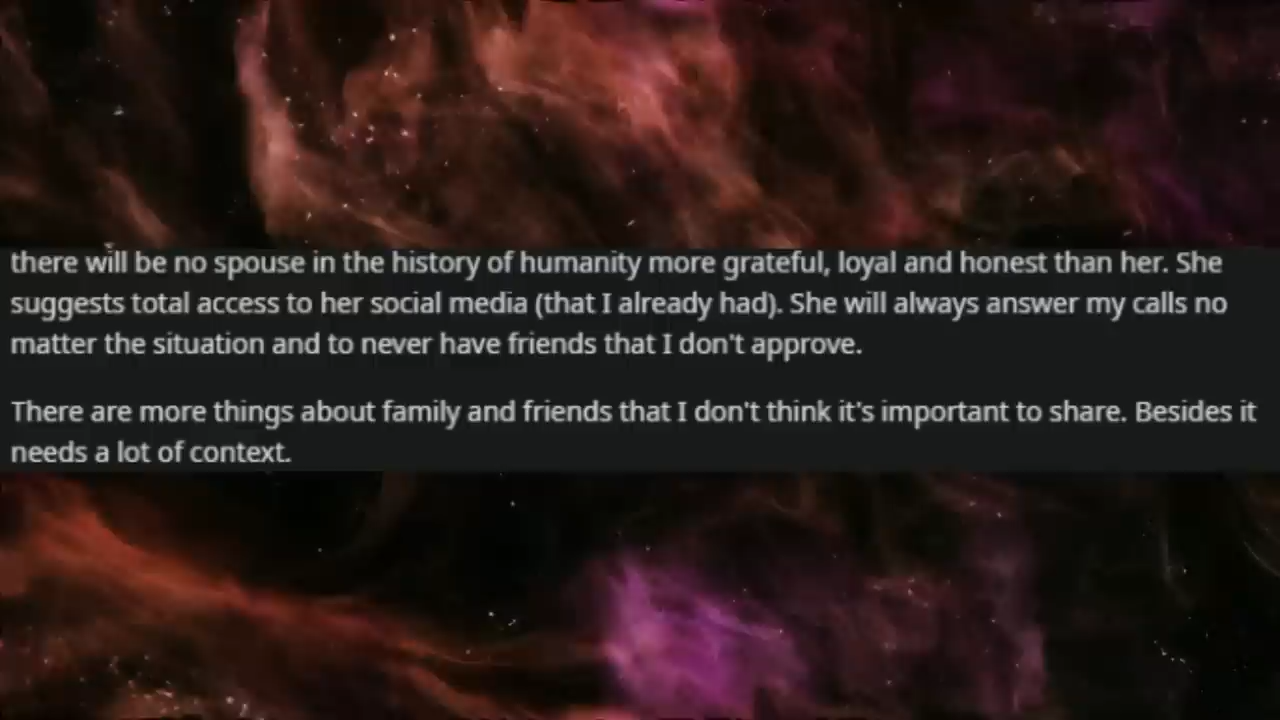 there will be no spouse in the history of humanity more grateful, loyal and honest than her. She
suggests total access to her social media (that I already had). She will always answer my calls no
matter the situation and to never have friends that I don't approve.
There are more things about family and friends that I don't think it's important to share. Besides it
needs a lot of context.